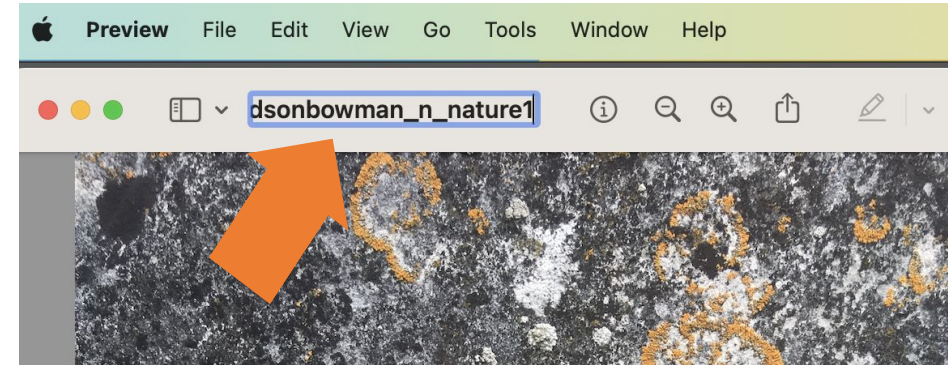 Preview File Edit View Go Tools Window Help
dsonbowman_n_nature1